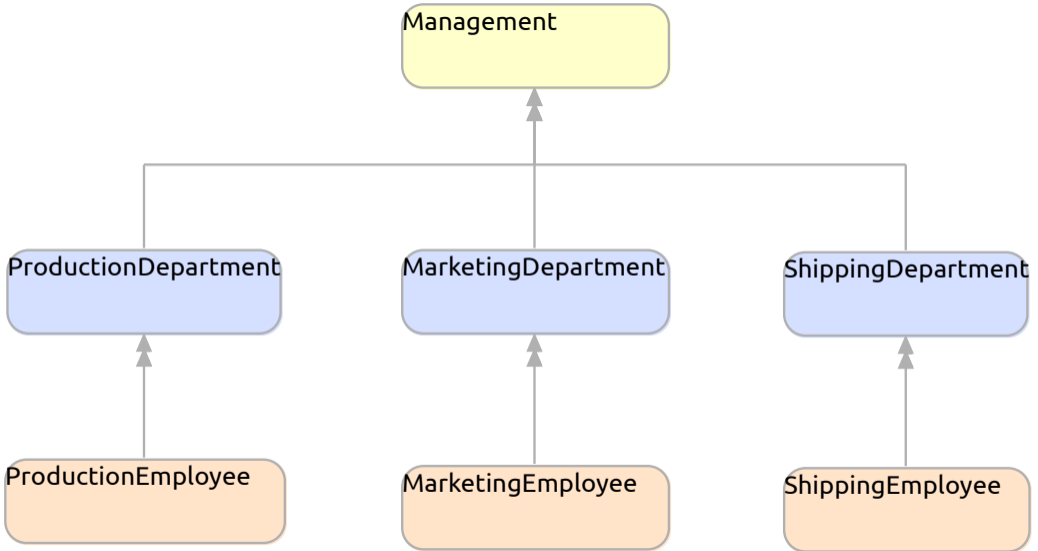 Management
ProductionDepartment
MarketingDepartment
ShippingDepartment
ProductionEmployee
MarketingEmployee
ShippingEmployee